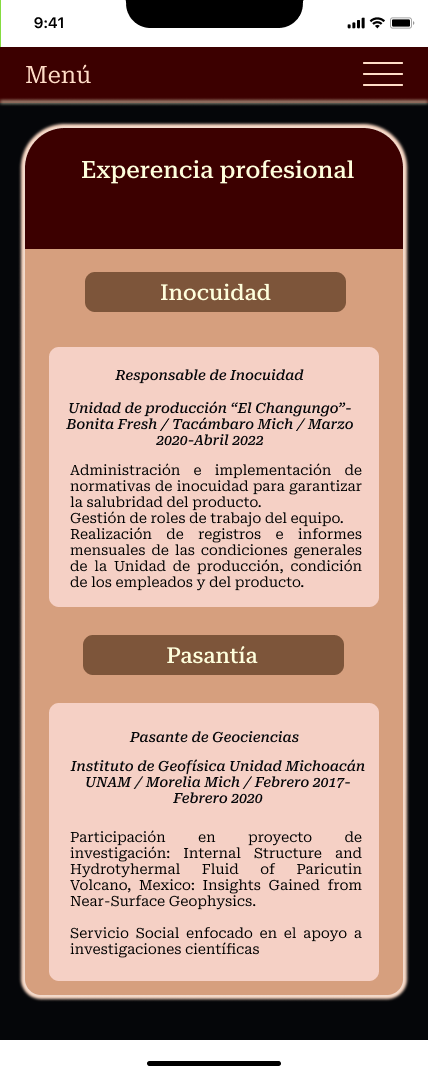 9:41
Menú
Experencia profesional
Inocuidad
Responsable de Inocuidad
Unidad de producción “El Changungo”-
Bonita Fresh / Tacámbaro Mich / Marzo
2020-Abril 2022
Administración e implementación de
normativas de inocuidad para garantizar
la salubridad del producto.
Gestión de roles de trabajo del equipo.
Realización de registros e informes
mensuales de las condiciones generales
de la Unidad de producción, condición
de los empleados y del producto.
Pasantía
Pasante de Geociencias
Instituto de Geofísica Unidad Michoacán
UNAM / Morelia Mich / Febrero 2017-
Febrero 2020
Participación en proyecto de
investigación: Internal Structure and
Hydrotyhermal Fluid of Paricutin
Volcano, Mexico: Insights Gained from
Near-Surface Geophysics.
Servicio Social enfocado en el apoyo a
investigaciones científicas